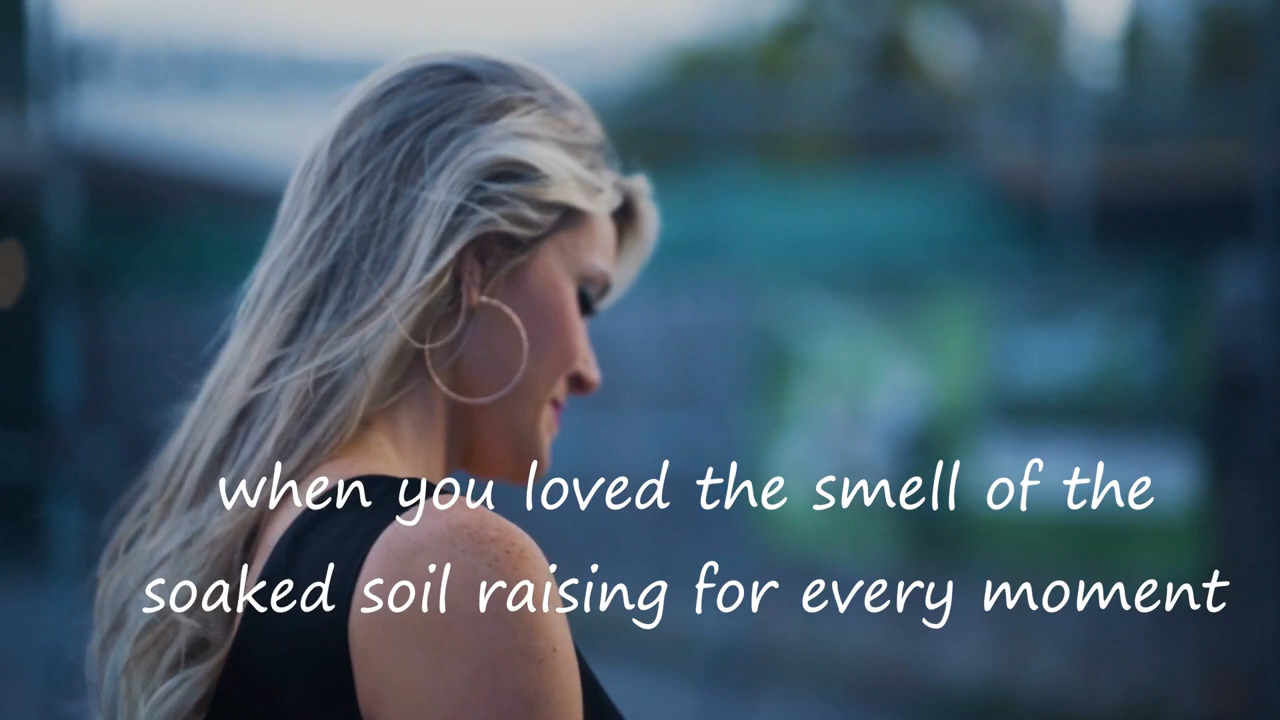 when you loved the smell of the
soaked soil raising for every moment